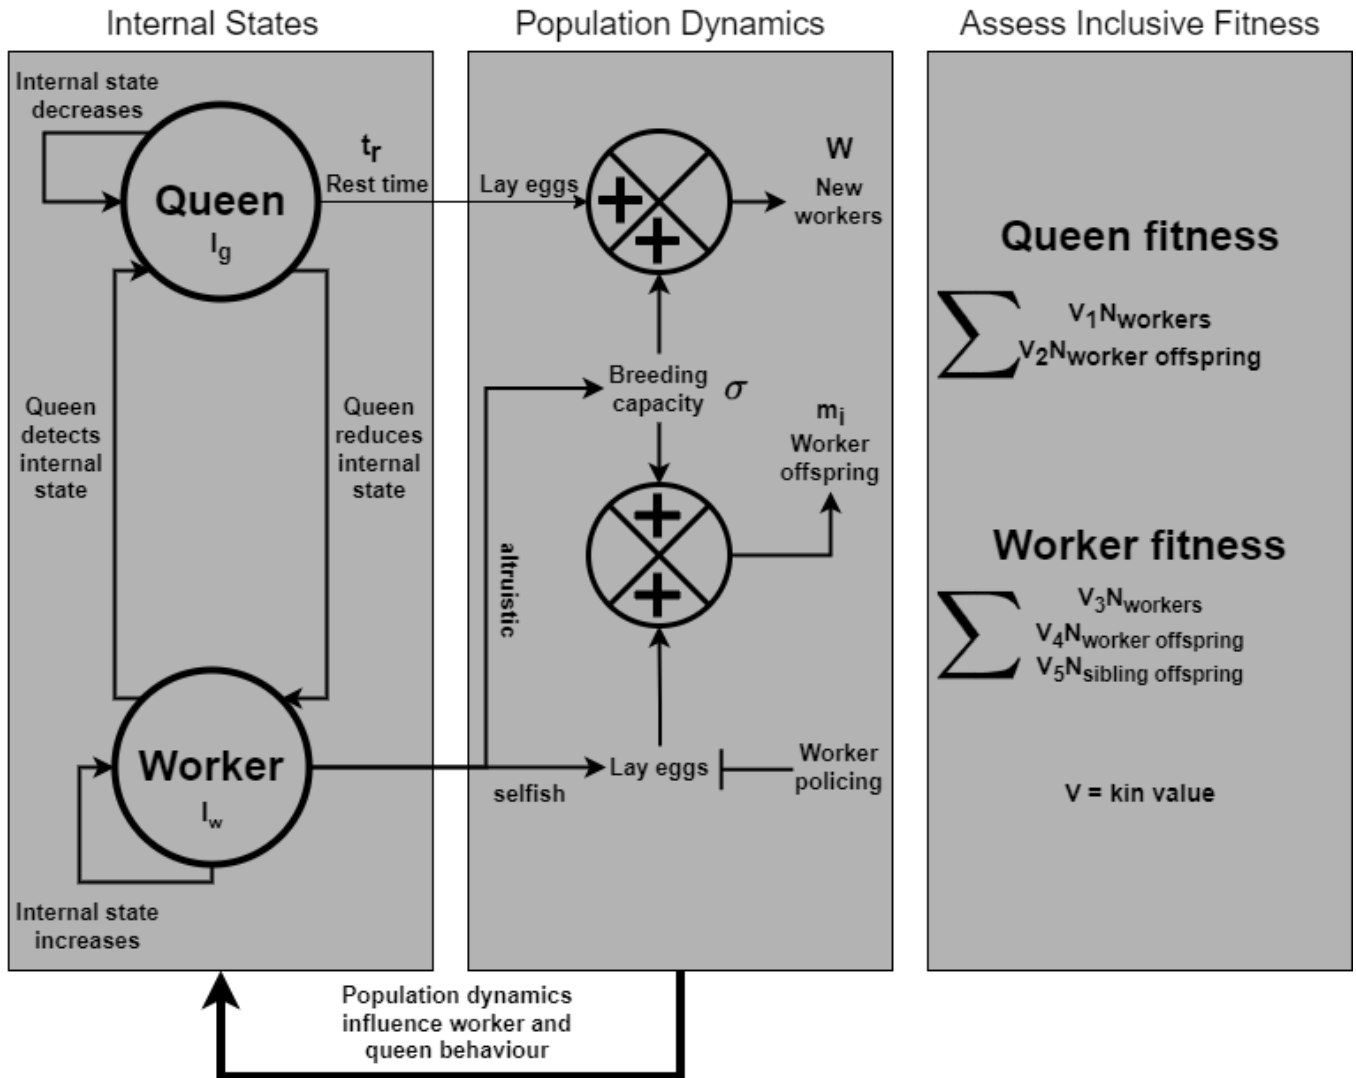 Internal States
Population Dynamics
Assess Inclusive Fitness
Internal state
decreases
Queen
Ig
tr
Rest time
Lay eggs
W
New
workers
Queen
detects
internal
state
Queen
reduces
internal
state
Breeding
capacity σ
altruistic
mi
Worker
offspring
Worker
Iw
selfish
Lay eggs
Worker
policing
Internal state
increases
Queen fitness
∑
V1Nworkers
V2Nworker offspring
Worker fitness
∑
V3Nworkers
V4Nworker offspring
V5Nsibling offspring
V = kin value
Population dynamics
influence worker and
queen behaviour